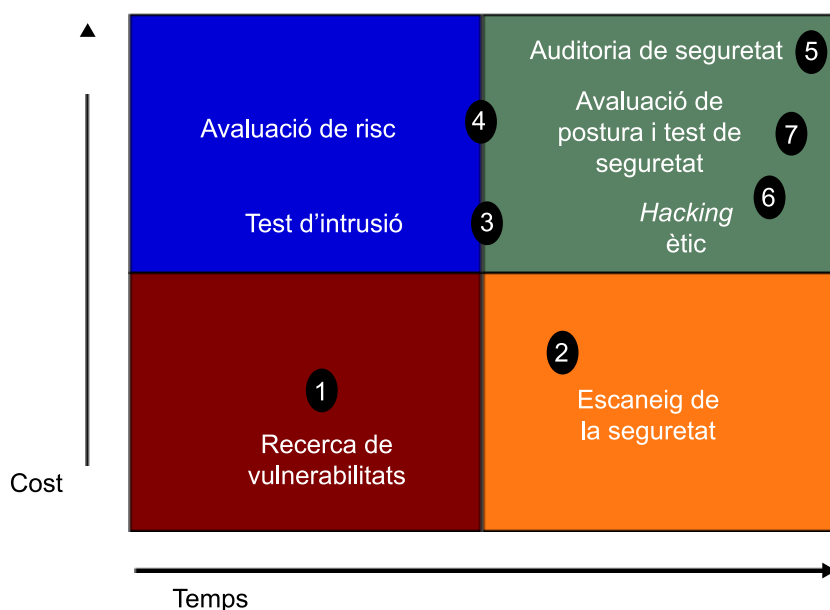 Auditoria de seguretat 5
Avaluació de risc 4
Avaluació de
postura i test de
seguretat
7
Test d'intrusió 3
Hacking
ètic
6
1
Recerca de
vulnerabilitats
2
Escaneig de
la seguretat
Cost
Temps